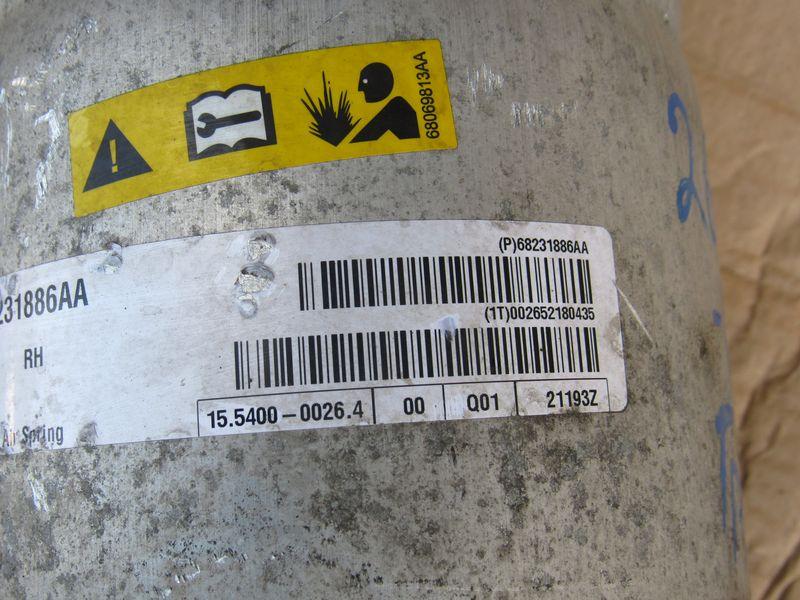 68069813AA
(P)68231886AA
231886AA
(1T)002652180435
RH
15.5400-0026.4 00 Q01 21193Z
Air Spring